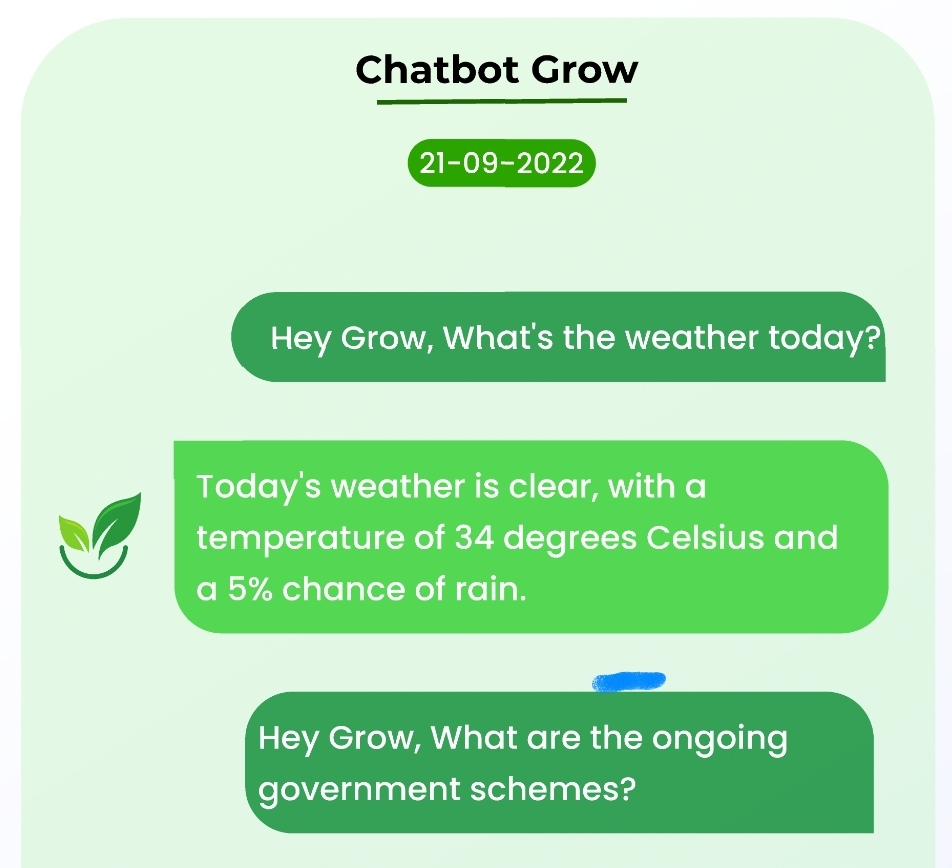 Chatbot Grow
21-09-2022
Hey Grow, What's the weather today?
Today's weather is clear, with a
temperature of 34 degrees Celsius and
a 5% chance of rain.
Hey Grow, What are the ongoing
government schemes?